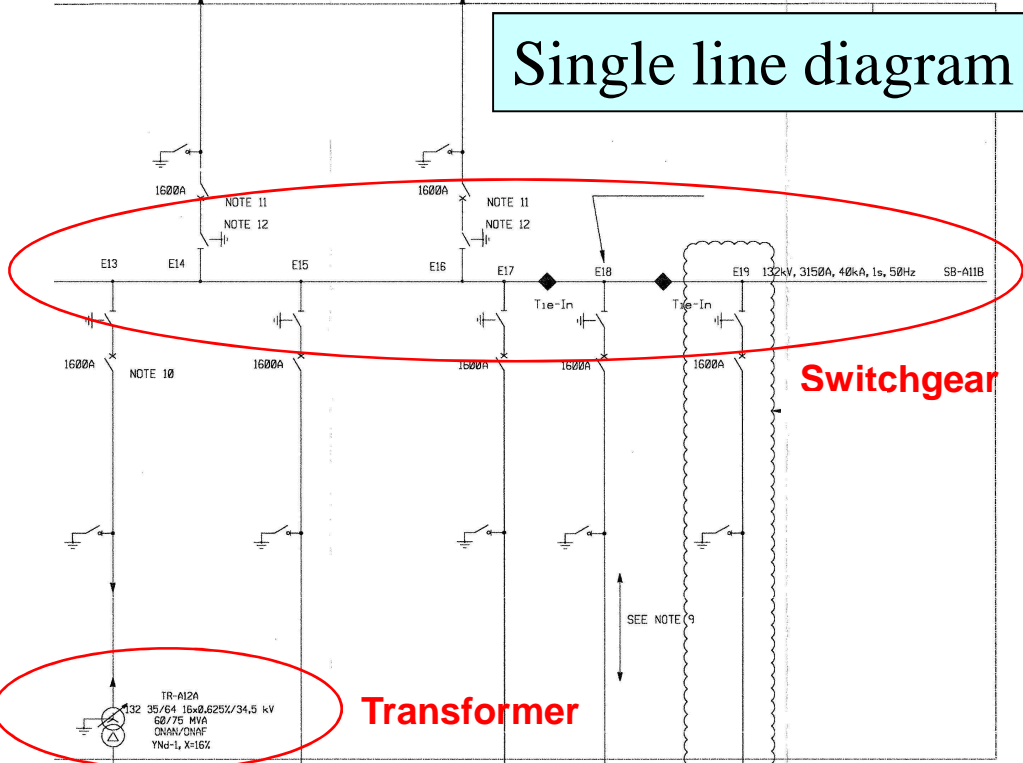 Single line diagram
1600A
NOTE 11
NOTE 12
1600A
NOTE 11
NOTE 12
E13
E14
E15
E16
E17
E18
E19
132kV, 3150A, 40kA, 1s, 50Hz
SB-A11B
Tie-In
Tie-In
1600A
NOTE 10
1600A
1600A
1600A
1600A
Switchgear
SEE NOTE 9
TR-A12A
132 35/64 16x0.625%/34,5 kV
60/75 MVA
ONAN/ONAF
YNd-1, X=16%
Transformer